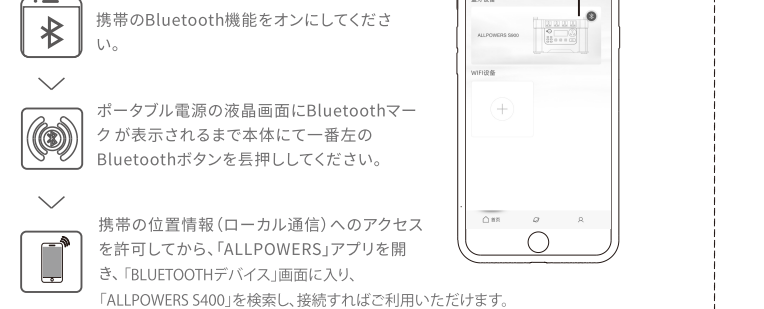 携帯のBluetooth機能をオンにしてくださ
い。
ポータブル電源の液晶画面にBluetoothマー
ク が表示されるまで本体にて一番左の
Bluetoothボタンを長押ししてください。
携帯の位置情報（ローカル通信）へのアクセス
を許可してから、「ALLPOWERS」アプリを開
き、「BLUETOOTHデバイス」画面に入り、
「ALLPOWERS S400」を検索し、接続すればご利用いただけます。
ALLPOWERS S600
WIFI设备
首页